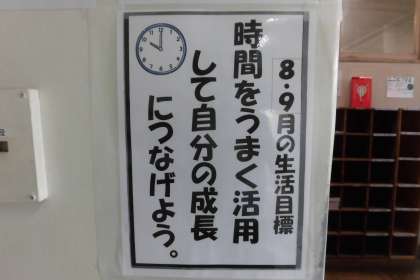 8・9月の生活目標
時間をうまく活用
して自分の成長
につなげよう。